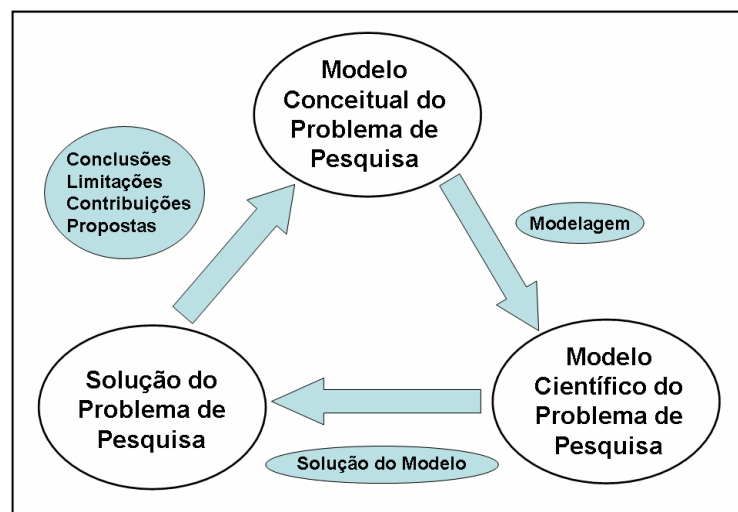 Modelo
Conceitual do
Problema de
Pesquisa
Conclusões
Limitações
Contribuições
Propostas
Modelagem
Solução do
Problema de
Pesquisa
Modelo
Científico do
Problema de
Pesquisa
Solução do Modelo